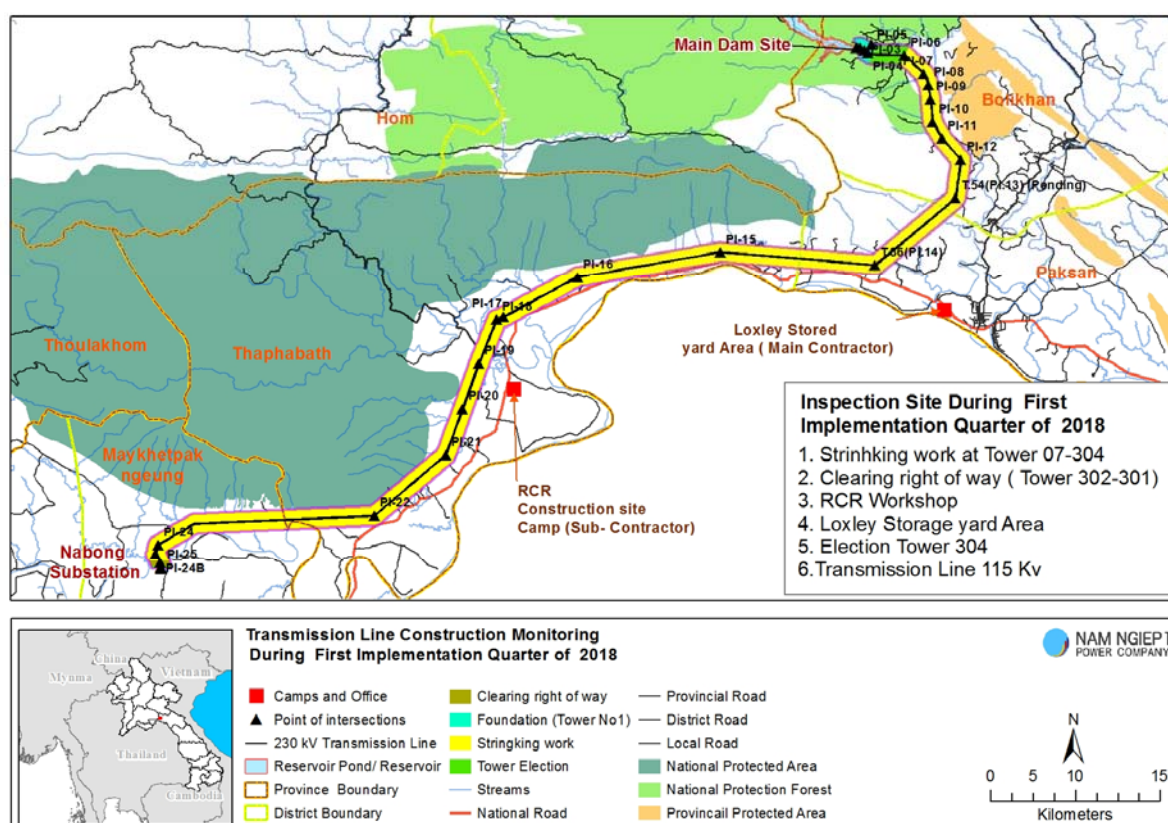 PI-05
PI-06
Main Dam Site
PI-03
PI-07
PI-04
PI-08
PI-09
Bolikhan
PI-10
Hom
PI-11
PI-12
T.54(PI.13) (Pending)
PI-15
T.86(PI.14)
PI-16
Paksan
PI-17
PI-18
Loxley Stored
yard Area ( Main Contractor)
Thoulakhom
Thaphabath
PI-19
PI-20
PI-21
RCR
Construction site
Camp (Sub- Contractor)
Maykhetpak
ngeung
PI-22
PI-24
Nabong
Substation
PI-25
PI-24B
Inspection Site During First
Implementation Quarter of 2018
1. Strinhking work at Tower 07-304
2. Clearing right of way ( Tower 302-301)
3. RCR Workshop
4. Loxley Storage yard Area
5. Election Tower 304
6.Transmission Line 115 Kv
Transmission Line Construction Monitoring
During First Implementation Quarter of 2018
NAM NGIEPT
POWER COMPANY
China
Mynma
Vietnam
Thailand
Cambodia
Camps and Office
Point of intersections
230 kV Transmission Line
Reservoir Pond/ Reservoir
Province Boundary
District Boundary
Clearing right of way
Foundation (Tower No1)
Stringking work
Tower Election
Streams
National Road
Provincial Road
District Road
Local Road
National Protected Area
National Protection Forest
Provincail Protected Area
N
0 5 10 15
Kilometers